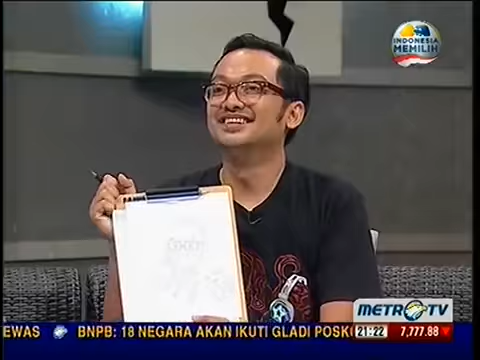 INDONESIA
MEMILIH
METRO TV
EWAS BNPB: 18 NEGARA AKAN IKUTI GLADI POSK
21:22 7,777.88